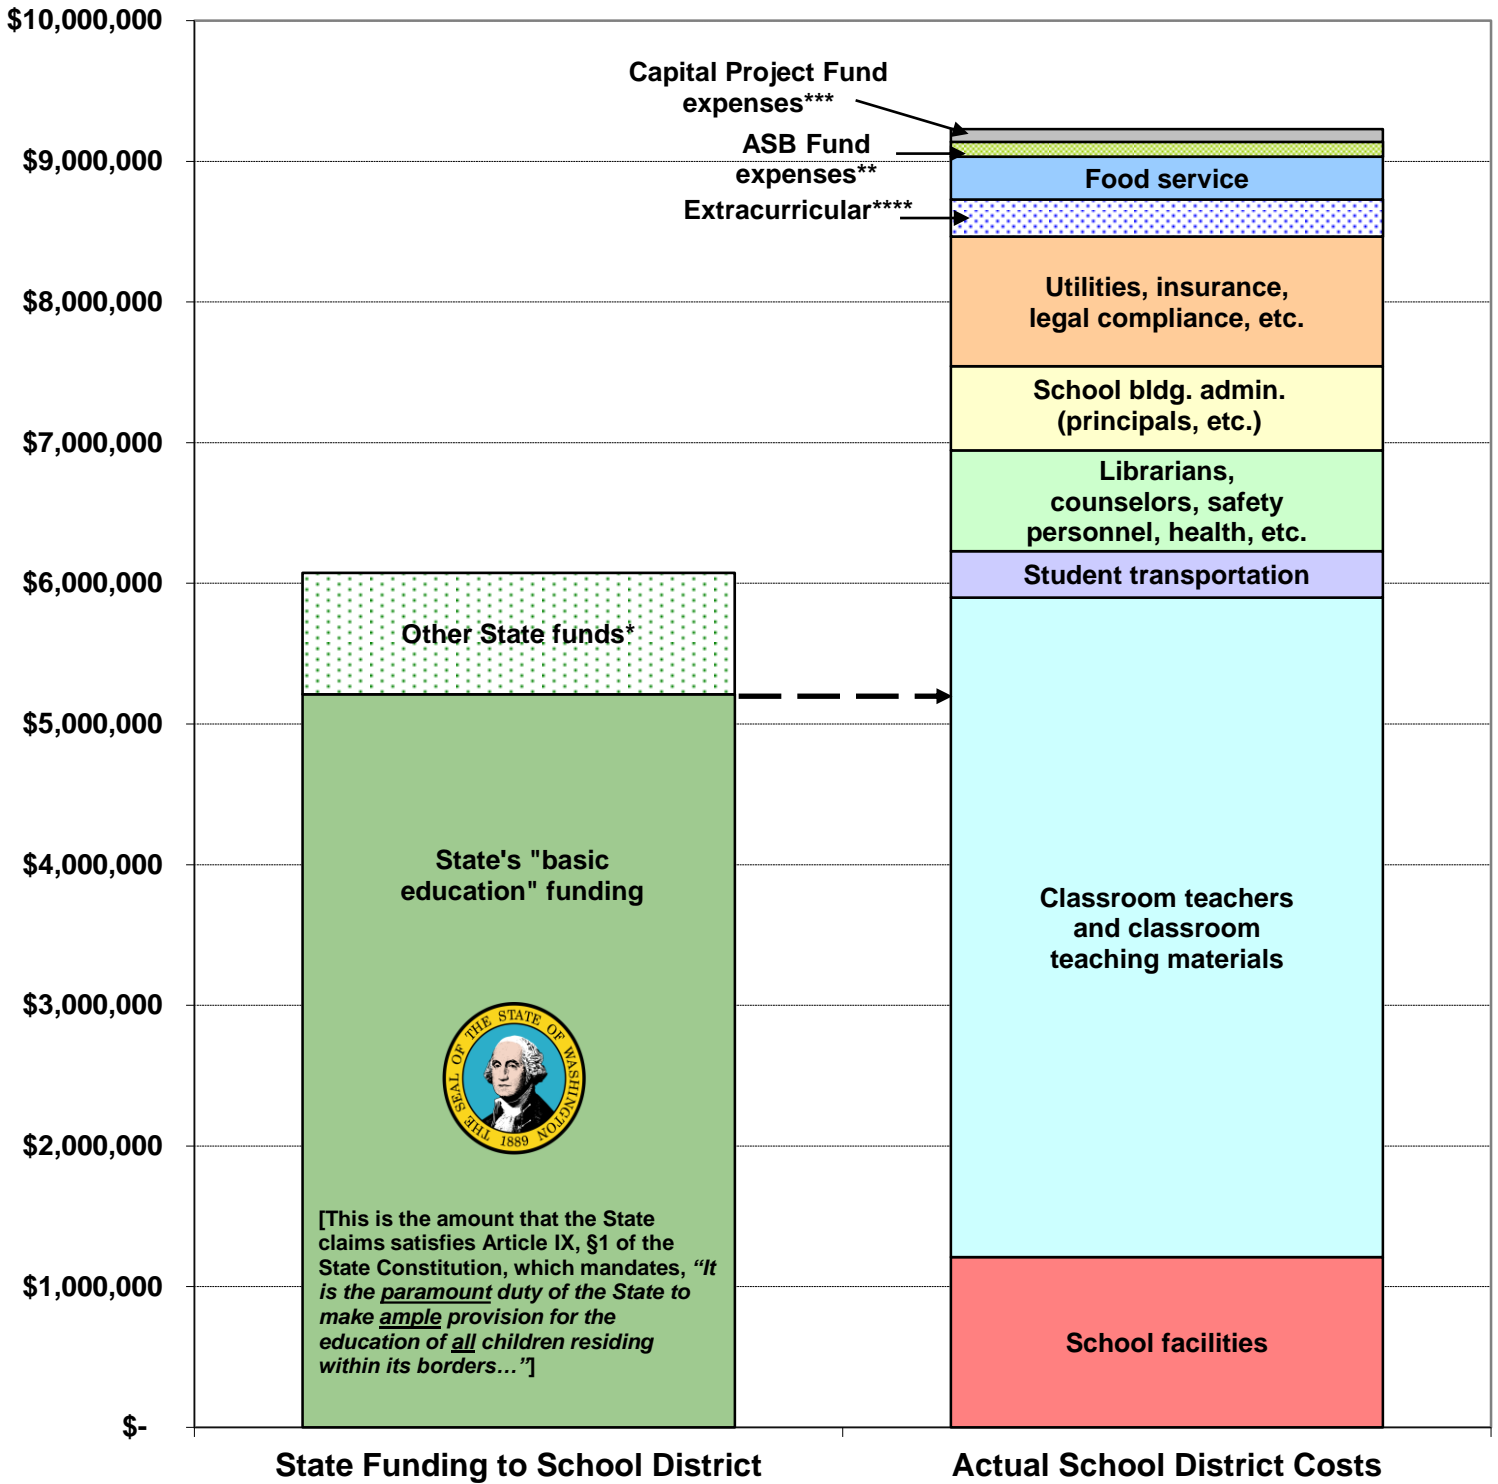 $10,000,000
$9,000,000
$8,000,000
$7,000,000
$6,000,000
$5,000,000
$4,000,000
$3,000,000
$2,000,000
$1,000,000
$-
Other State funds*
State's "basic
education" funding
THE SEAL OF THE STATE OF WASHINGTON
1889
[This is the amount that the State
claims satisfies Article IX, §1 of the
State Constitution, which mandates, “It
is the paramount duty of the State to
make ample provision for the
education of all children residing
within its borders…”]
Capital Project Fund
expenses***
ASB Fund
expenses**
Extracurricular****
Food service
Utilities, insurance,
legal compliance, etc.
School bldg. admin.
(principals, etc.)
Librarians,
counselors, safety
personnel, health, etc.
Student transportation
Classroom teachers
and classroom
teaching materials
School facilities
State Funding to School District
Actual School District Costs